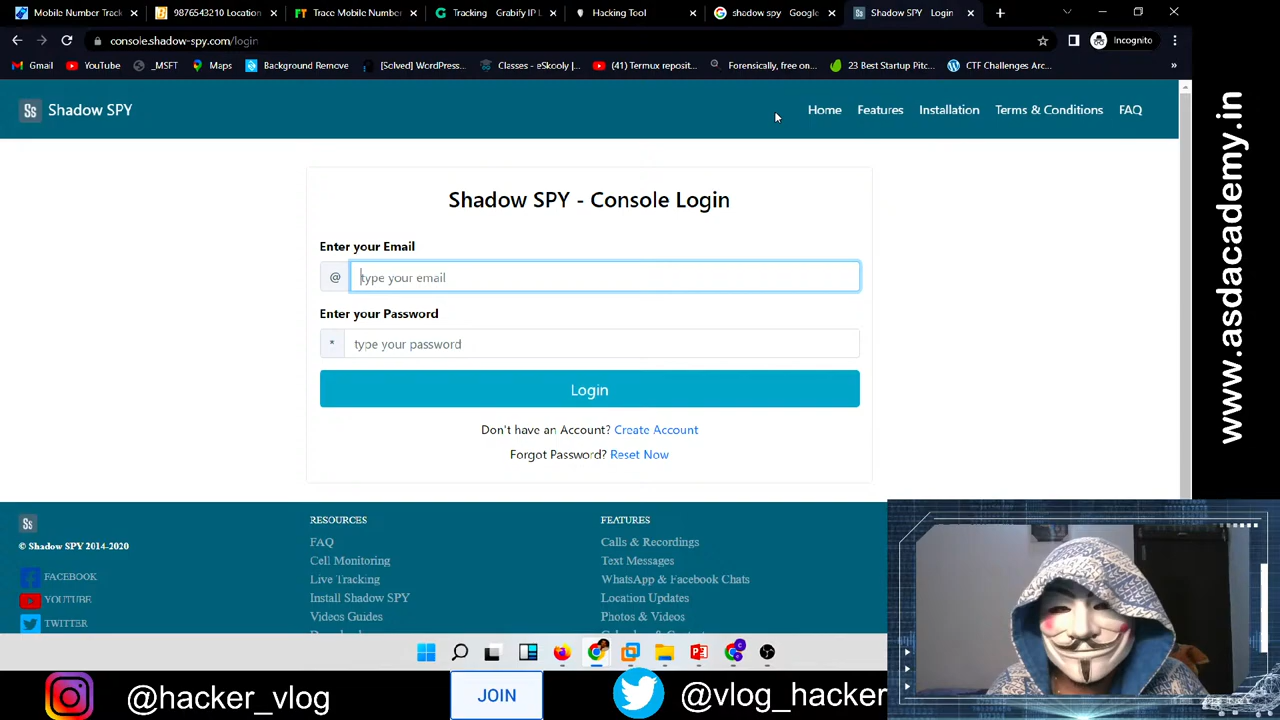 Mobile Number Track
9876543210 Location
Trace Mobile Number
Tracking - Grabify IP L
Hacking Tool
shadow spy - Google
Shadow SPY - Login
console.shadow-spy.com/login
Incognito
Gmail
YouTube
_MSFT
Maps
Background Remove
[Solved] WordPress...
Classes - eSkooly |...
(41) Termux reposit...
Forensically, free on...
23 Best Startup Pitc...
CTF Challenges Arc...
»
Ss Shadow SPY
Home
Features
Installation
Terms & Conditions
FAQ
Shadow SPY - Console Login
Enter your Email
@ type your email
Enter your Password
* type your password
Login
Don't have an Account? Create Account
Forgot Password? Reset Now
Ss
© Shadow SPY 2014-2020
FACEBOOK
YOUTUBE
TWITTER
RESOURCES
FAQ
Cell Monitoring
Live Tracking
Install Shadow SPY
Videos Guides
FEATURES
Calls & Recordings
Text Messages
WhatsApp & Facebook Chats
Location Updates
Photos & Videos
www.asdacademy.in
@hacker_vlog
JOIN
@vlog_hacker